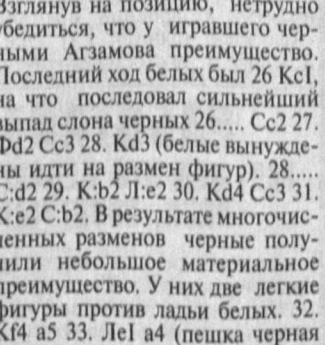 Взглянув на позицию, нетрудно
убедиться, что у игравшего чер-
ными Агзамова преимущество.
Последний ход белых был 26 КсI,
на что последовал сильнейший
выпад слона черных 26..... Сс2 27.
Фd2 Сс3 28. Кd3 (белые вынужде-
ны идти на размен фигур). 28.....
С:d2 29. К:b2 Л:е2 30. Кd4 Сс3 31.
К:е2 С:b2. В результате многочис-
ленных разменов черные полу-
чили небольшое материальное
преимущество. У них две легкие
фигуры против ладьи белых. 32.
Кf4 а5 33. ЛеI а4 (пешка черная